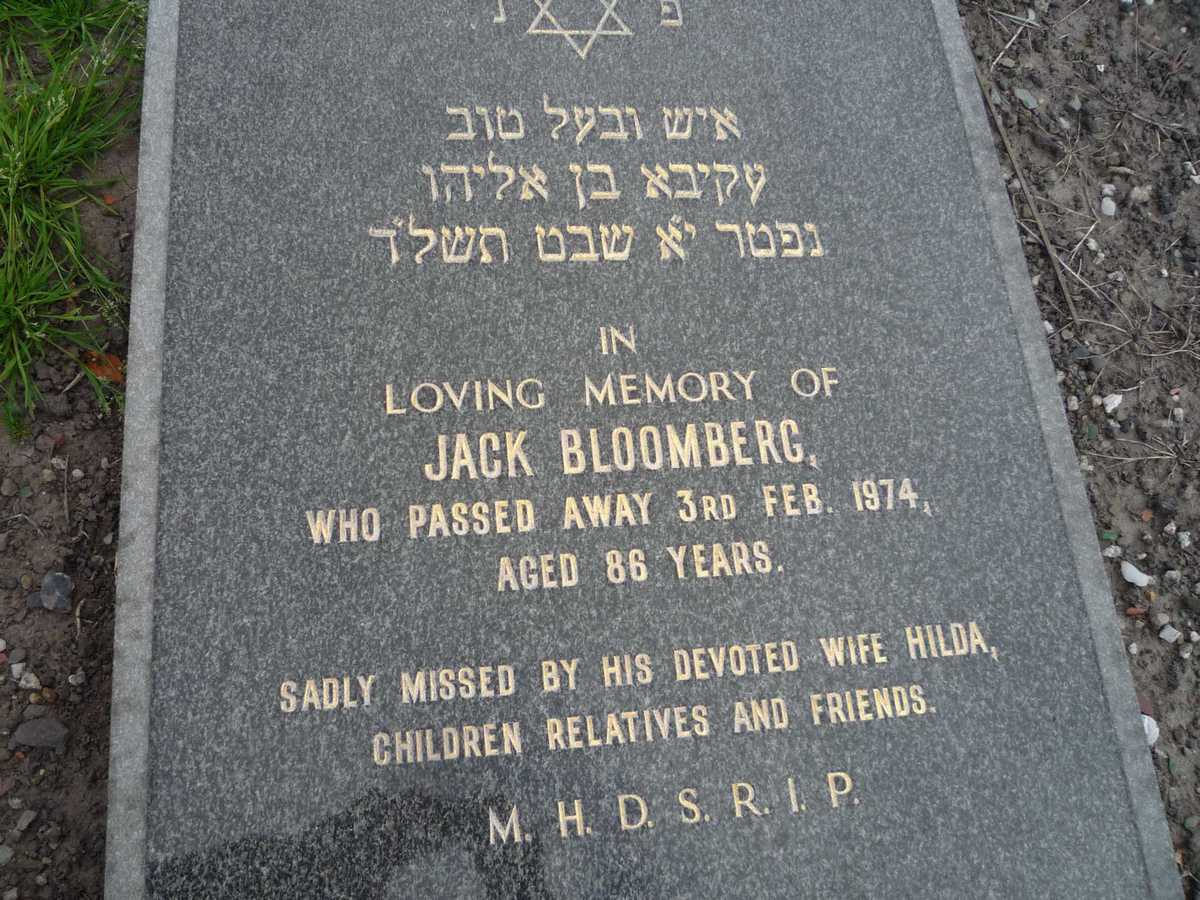 פ נ
איש ובעל טוב
עקיבא בן אליהו
נפטר י"א שבט תשל"ד
IN
LOVING MEMORY OF
JACK BLOOMBERG,
WHO PASSED AWAY 3RD FEB. 1974,
AGED 86 YEARS.
SADLY MISSED BY HIS DEVOTED WIFE HILDA,
CHILDREN RELATIVES AND FRIENDS.
M. H. D. S. R. I. P.